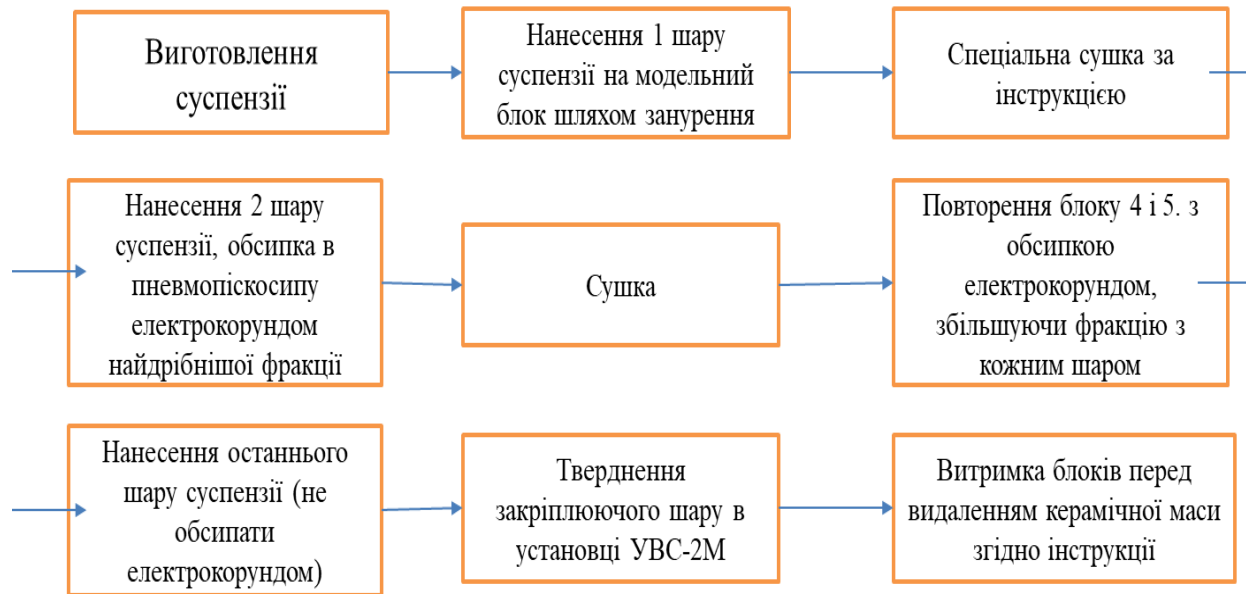 Виготовлення
суспензії
Нанесення 1 шару
суспензії на модельний
блок шляхом занурення
Спеціальна сушка за
інструкцією
Нанесення 2 шару
суспензії, обсипка в
пневмопіскосипу
електрокорундом
найдрібнішої фракції
Сушка
Повторення блоку 4 і 5. з
обсипкою
електрокорундом,
збільшуючи фракцію з
кожним шаром
Нанесення останнього
шару суспензії (не
обсипати
електрокорундом)
Тверднення
закріплюючого шару в
установці УВС-2М
Витримка блоків перед
видаленням керамічної маси
згідно інструкції